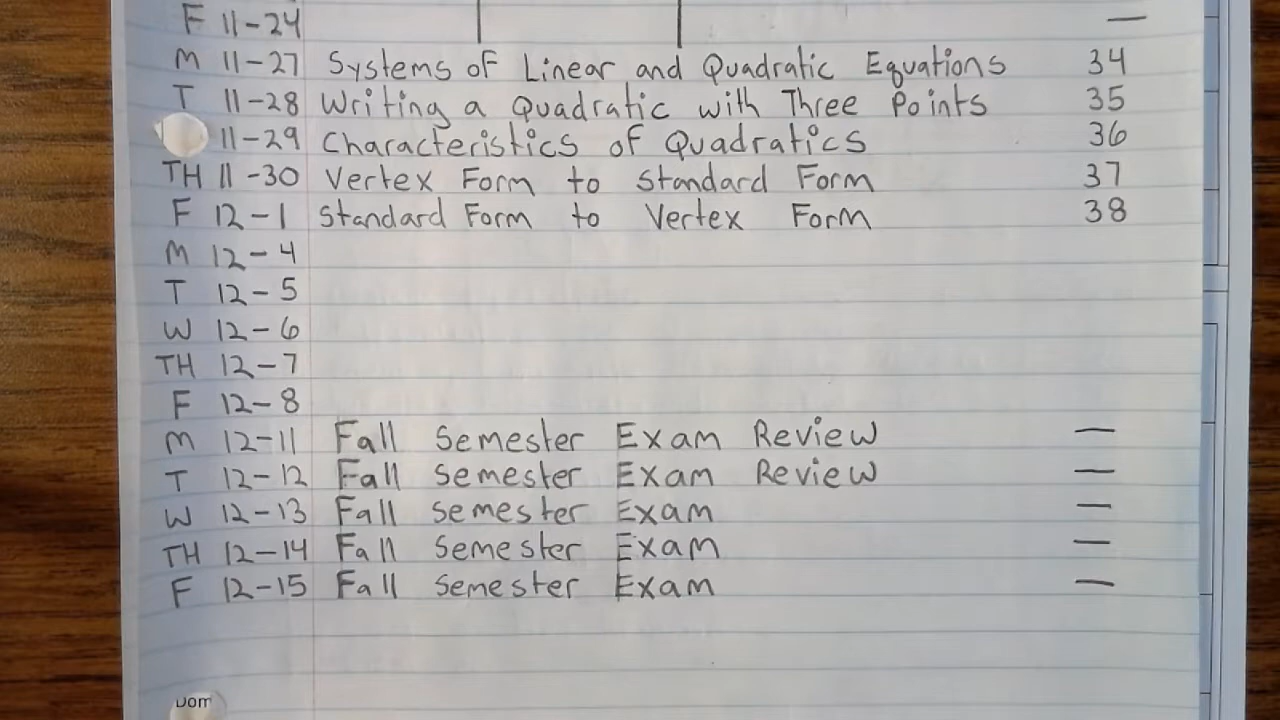 F 11-24 —
M 11-27 Systems of Linear and Quadratic Equations 34
T 11-28 Writing a Quadratic with Three Points 35
11-29 Characteristics of Quadratics 36
TH 11-30 Vertex Form to Standard Form 37
F 12-1 Standard Form to Vertex Form 38
M 12-4
T 12-5
W 12-6
TH 12-7
F 12-8
M 12-11 Fall Semester Exam Review —
T 12-12 Fall Semester Exam Review —
W 12-13 Fall Semester Exam —
TH 12-14 Fall Semester Exam —
F 12-15 Fall Semester Exam —